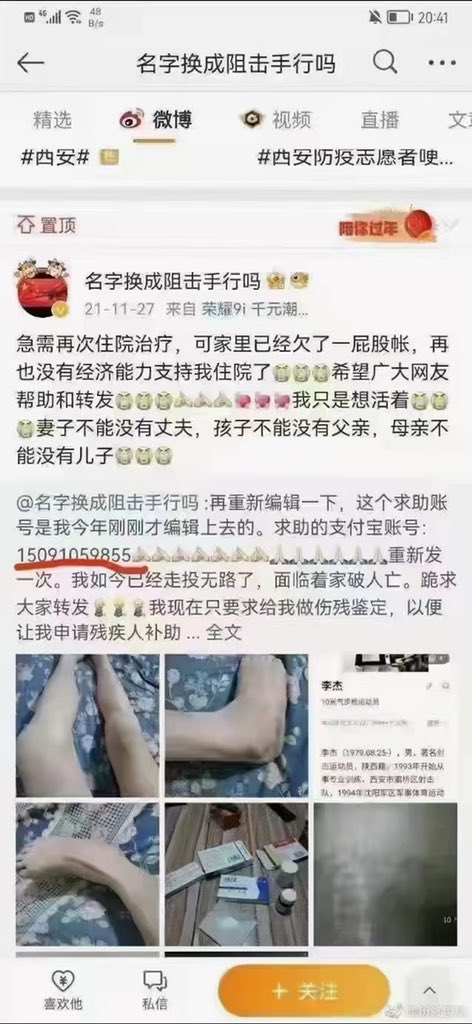 48
B/s
20:41
名字换成阻击手行吗
精选 微博 视频 直播
#西安# #西安防疫志愿者哽...
置顶
陪你过年
名字换成阻击手行吗
21-11-27 来自 荣耀9i 千元潮...
急需再次住院治疗，可家里已经欠了一屁股帐，再
也没有经济能力支持我住院了希望广大网友
帮助和转发我只是想活着
妻子不能没有丈夫，孩子不能没有父亲，母亲不
能没有儿子
@名字换成阻击手行吗 :再重新编辑一下，这个求助账
号是我今年刚刚才编辑上去的。求助的支付宝账号：
15091059855重新发
一次。我如今已经走投无路了，面临着家破人亡。跪求
大家转发我现在只要求给我做伤残鉴定，以便
让我申请残疾人补助 ... 全文
李杰
10米气步枪运动员
李杰（1979.08.25-），男，著名射
击运动员，陕西籍。1993年开始从
事专业训练。西安市灞桥区射击
队，1994年沈阳军区军事体育运动
10
喜欢他 私信 + 关注